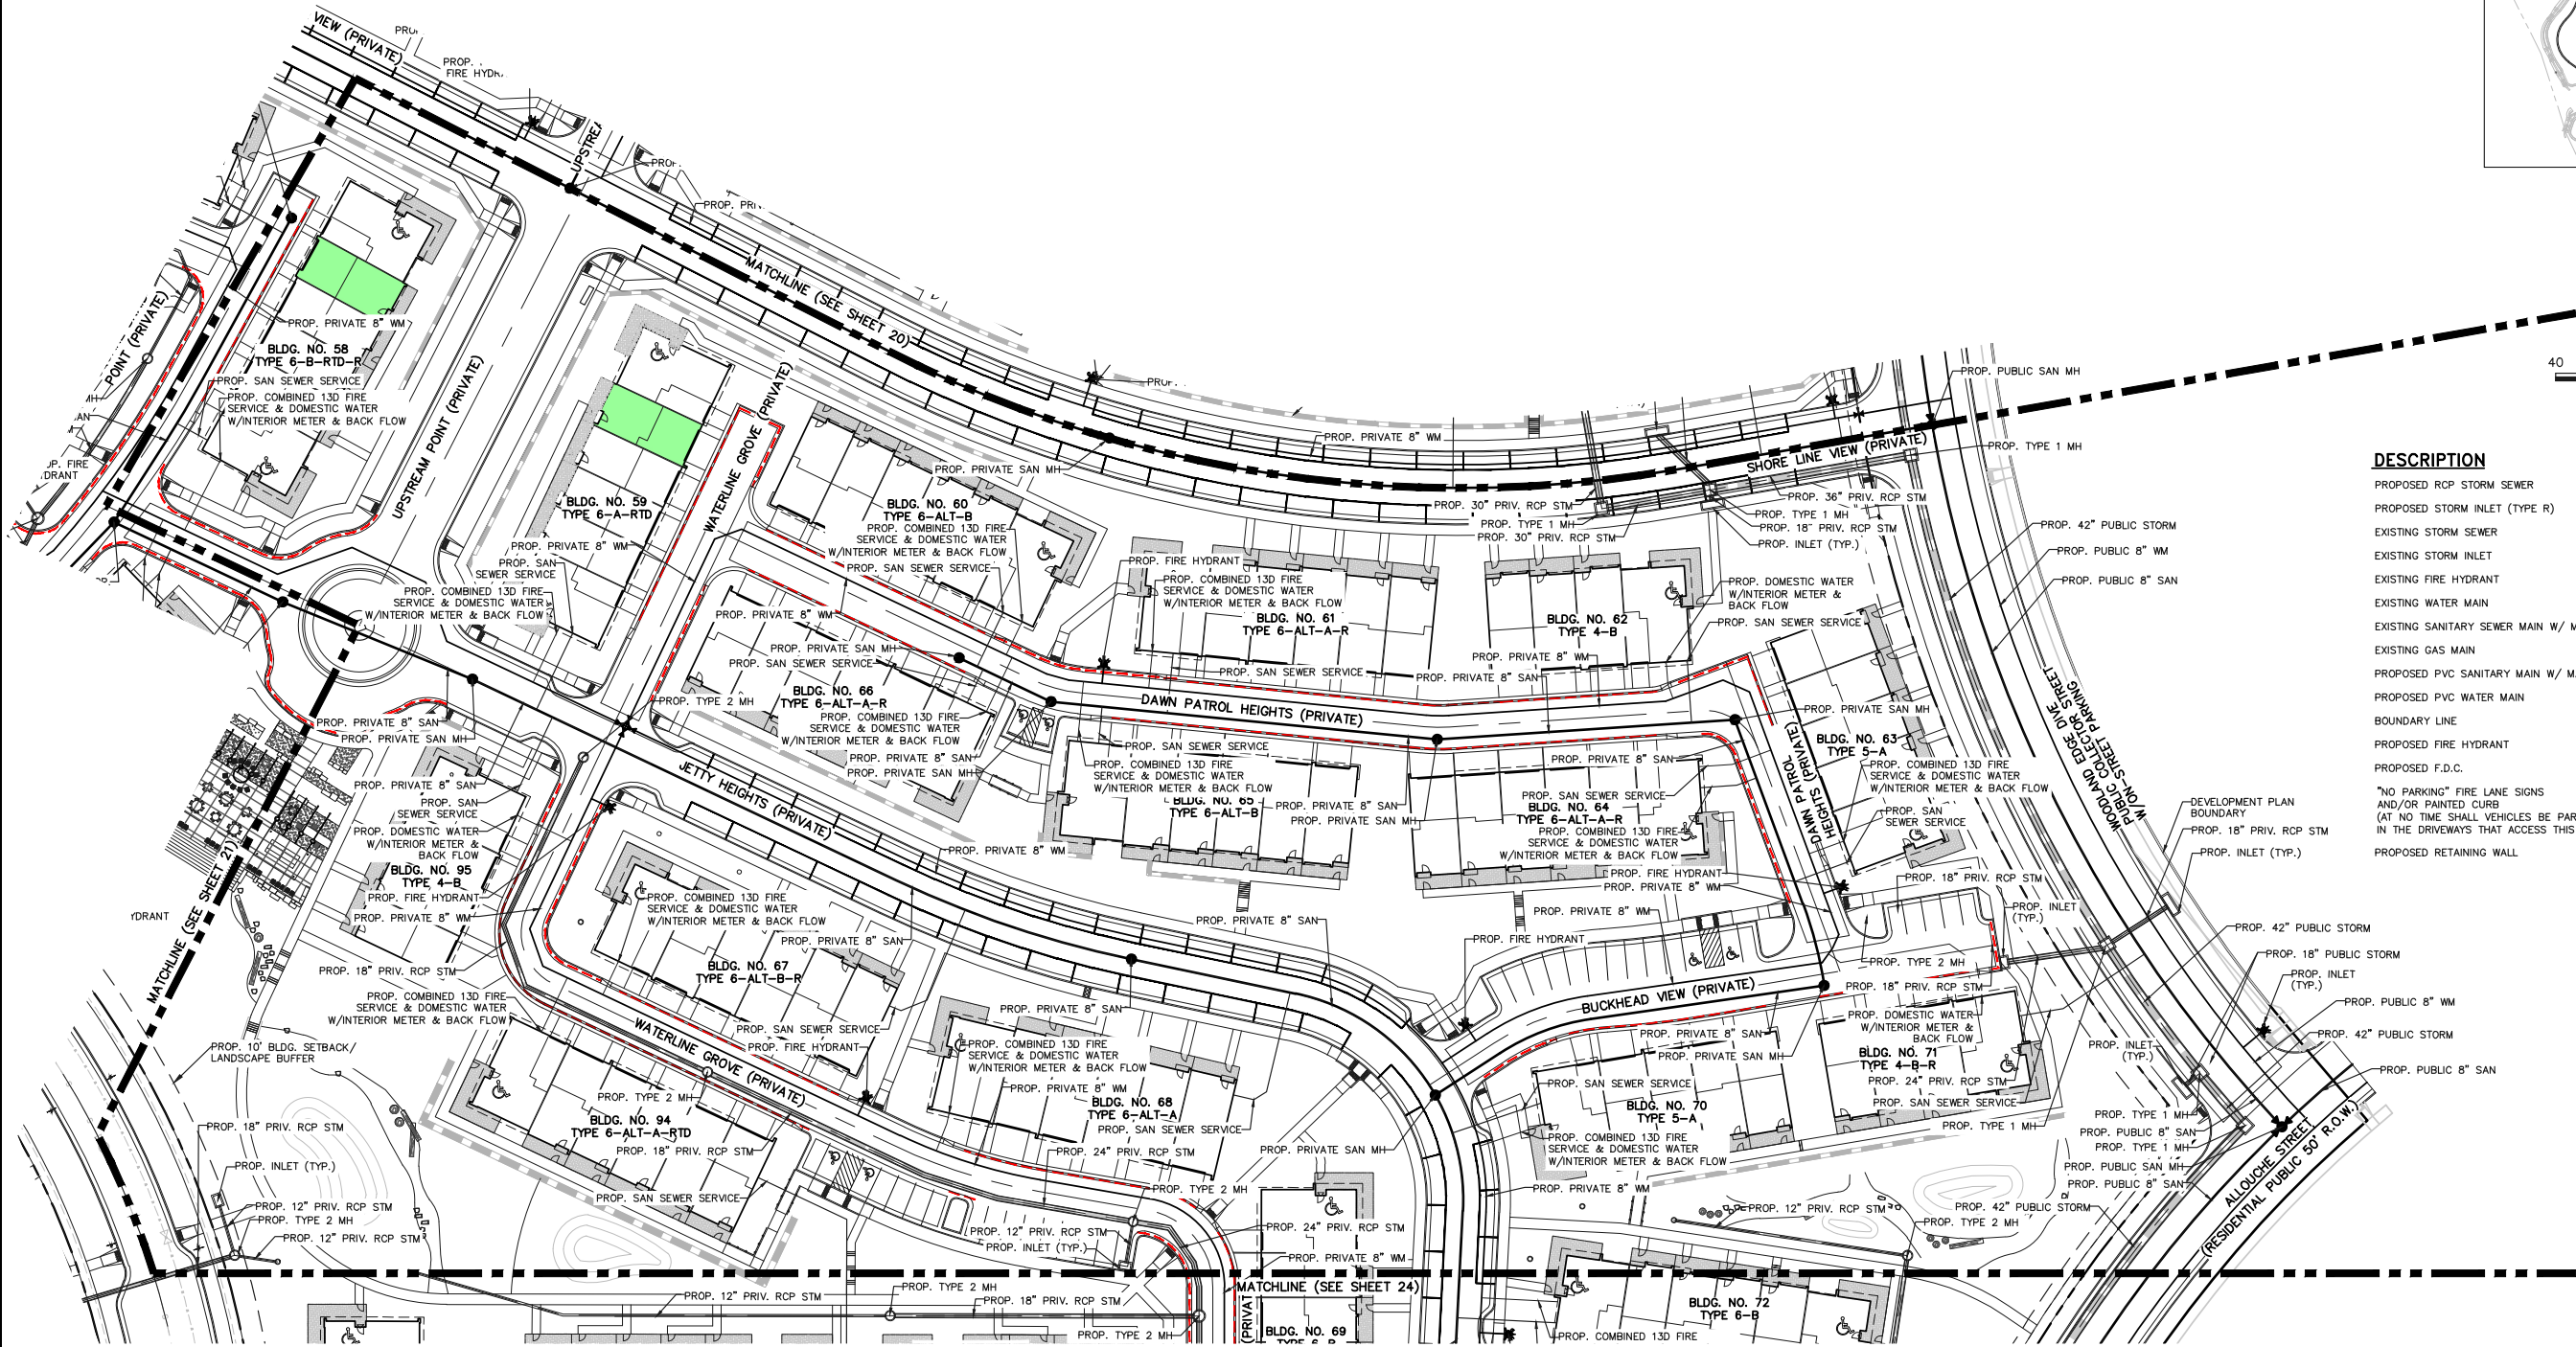 VIEW (PRIVATE)
FIRE
UPSTREAM POINT (PRIVATE)
POINT (PRIVATE)
MATCHLINE (SEE SHEET 20)
PROP. PRIVATE 8" WM
BLDG. NO. 58
TYPE 6-B-RTD-R
PROP. SAN SEWER SERVICE
PROP. COMBINED 13D FIRE
SERVICE & DOMESTIC WATER
W/INTERIOR METER & BACK FLOW
BLDG. NO. 59
TYPE 6-A-RTD
PROP. PRIVATE 8" WM
PROP. SAN
SEWER SERVICE
PROP. COMBINED 13D FIRE
SERVICE & DOMESTIC WATER
W/INTERIOR METER & BACK FLOW
WATERLINE GROVE (PRIVATE)
PROP. PRIVATE SAN MH
BLDG. NO. 60
TYPE 6-ALT-B
PROP. COMBINED 13D FIRE
SERVICE & DOMESTIC WATER
W/INTERIOR METER & BACK FLOW
PROP. SAN SEWER SERVICE
PROP. PRIVATE 8" WM
PROP. FIRE HYDRANT
PROP. COMBINED 13D FIRE
SERVICE & DOMESTIC WATER
W/INTERIOR METER & BACK FLOW
BLDG. NO. 61
TYPE 6-ALT-A-R
PROP. SAN SEWER SERVICE
PROP. PRIVATE 8" WM
PROP. 30" PRIV. RCP STM
PROP. TYPE 1 MH
PROP. 30" PRIV. RCP STM
SHORE LINE VIEW (PRIVATE)
PROP. 36" PRIV. RCP STM
PROP. TYPE 1 MH
PROP. 18" PRIV. RCP STM
PROP. INLET (TYP.)
PROP. PUBLIC SAN MH
PROP. TYPE 1 MH
BLDG. NO. 62
TYPE 4-B
PROP. DOMESTIC WATER
W/INTERIOR METER &
BACK FLOW
PROP. SAN SEWER SERVICE
PROP. PRIVATE 8" WM
PROP. PRIVATE 8" SAN
PROP. 42" PUBLIC STORM
PROP. PUBLIC 8" WM
PROP. PUBLIC 8" SAN
40
DESCRIPTION
PROPOSED RCP STORM SEWER
PROPOSED STORM INLET (TYPE R)
EXISTING STORM SEWER
EXISTING STORM INLET
EXISTING FIRE HYDRANT
EXISTING WATER MAIN
EXISTING SANITARY SEWER MAIN W/
EXISTING GAS MAIN
PROPOSED PVC SANITARY MAIN W/
PROPOSED PVC WATER MAIN
BOUNDARY LINE
PROPOSED FIRE HYDRANT
PROPOSED F.D.C.
"NO PARKING" FIRE LANE SIGNS
AND/OR PAINTED CURB
(AT NO TIME SHALL VEHICLES BE
IN THE DRIVEWAYS THAT ACCESS THIS
PROPOSED RETAINING WALL
PROP. PRIVATE 8" WM
PROP. PRIVATE SAN MH
PROP. SAN SEWER SERVICE
BLDG. NO. 66
TYPE 6-ALT-A-R
PROP. COMBINED 13D FIRE
SERVICE & DOMESTIC WATER
W/INTERIOR METER & BACK FLOW
PROP. PRIVATE 8" SAN
PROP. PRIVATE SAN MH
PROP. TYPE 2 MH
DAWN PATROL HEIGHTS (PRIVATE)
PROP. SAN SEWER SERVICE
PROP. COMBINED 13D FIRE
SERVICE & DOMESTIC WATER
W/INTERIOR METER & BACK FLOW
BLDG. NO. 65
TYPE 6-ALT-B
PROP. PRIVATE 8" SAN
PROP. PRIVATE SAN MH
PROP. PRIVATE 8" SAN
PROP. SAN SEWER SERVICE
BLDG. NO. 64
TYPE 6-ALT-A-R
PROP. COMBINED 13D FIRE
SERVICE & DOMESTIC WATER
W/INTERIOR METER & BACK FLOW
PROP. FIRE HYDRANT
PROP. PRIVATE 8" WM
PROP. PRIVATE SAN MH
DAWN PATROL
HEIGHTS (PRIVATE)
BLDG. NO. 63
TYPE 5-A
PROP. COMBINED 13D FIRE
SERVICE & DOMESTIC WATER
W/INTERIOR METER & BACK FLOW
PROP. SAN
SEWER SERVICE
WOODLAND EDGE DIVE STREET
PUBLIC COLLECTOR STREET
W/ON-STREET PARKING
DEVELOPMENT PLAN
BOUNDARY
PROP. 18" PRIV. RCP STM
PROP. INLET (TYP.)
PROP. PRIVATE 8" SAN
PROP. PRIVATE SAN MH
JETTY HEIGHTS (PRIVATE)
PROP. PRIVATE 8" SAN
PROP. SAN
SEWER SERVICE
PROP. DOMESTIC WATER
W/INTERIOR METER &
BACK FLOW
BLDG. NO. 95
TYPE 4-B
PROP. FIRE HYDRANT
PROP. PRIVATE 8" WM
MATCHLINE (SEE SHEET 21)
PROP. 18" PRIV. RCP STM
PROP. COMBINED 13D FIRE
SERVICE & DOMESTIC WATER
W/INTERIOR METER & BACK FLOW
PROP. 10' BLDG. SETBACK/
LANDSCAPE BUFFER
PROP. COMBINED 13D FIRE
SERVICE & DOMESTIC WATER
W/INTERIOR METER & BACK FLOW
PROP. PRIVATE 8" SAN
BLDG. NO. 67
TYPE 6-ALT-B-R
PROP. SAN SEWER SERVICE
PROP. FIRE HYDRANT
PROP. PRIVATE 8" WM
WATERLINE GROVE (PRIVATE)
PROP. PRIVATE 8" SAN
PROP. FIRE HYDRANT
PROP. PRIVATE 8" WM
PROP. 18" PRIV. RCP STM
PROP. INLET
(TYP.)
PROP. TYPE 2 MH
BUCKHEAD VIEW (PRIVATE)
PROP. 18" PRIV. RCP STM
PROP. DOMESTIC WATER
W/INTERIOR METER &
BACK FLOW
BLDG. NO. 71
TYPE 4-B-R
PROP. 24" PRIV. RCP STM
PROP. SAN SEWER SERVICE
PROP. TYPE 1 MH
PROP. PRIVATE 8" SAN
PROP. PRIVATE SAN MH
PROP. 42" PUBLIC STORM
PROP. 18" PUBLIC STORM
PROP. INLET
(TYP.)
PROP. PUBLIC 8" WM
PROP. 42" PUBLIC STORM
PROP. PUBLIC 8" SAN
PROP. INLET
(TYP.)
PROP. PRIVATE 8" SAN
PROP. COMBINED 13D FIRE
SERVICE & DOMESTIC WATER
W/INTERIOR METER & BACK FLOW
PROP. PRIVATE 8" WM
BLDG. NO. 68
TYPE 6-ALT-A
PROP. SAN SEWER SERVICE
PROP. 24" PRIV. RCP STM
PROP. TYPE 2 MH
BLDG. NO. 94
TYPE 6-ALT-A-RTD
PROP. 18" PRIV. RCP STM
PROP. SAN SEWER SERVICE
PROP. PRIVATE SAN MH
PROP. SAN SEWER SERVICE
BLDG. NO. 70
TYPE 5-A
PROP. COMBINED 13D FIRE
SERVICE & DOMESTIC WATER
W/INTERIOR METER & BACK FLOW
PROP. PRIVATE 8" WM
PROP. TYPE 1 MH
PROP. PUBLIC 8" SAN
PROP. TYPE 1 MH
PROP. PUBLIC SAN MH
PROP. PUBLIC 8" SAN
PROP. 42" PUBLIC STORM
ALLOUCHE STREET
(RESIDENTIAL PUBLIC 50' R.O.W.)
PROP. 18" PRIV. RCP STM
PROP. INLET (TYP.)
PROP. 12" PRIV. RCP STM
PROP. TYPE 2 MH
PROP. 12" PRIV. RCP STM
PROP. TYPE 2 MH
PROP. 12" PRIV. RCP STM
PROP. INLET (TYP.)
PROP. 24" PRIV. RCP STM
PROP. PRIVATE 8" WM
PROP. 12" PRIV. RCP STM
PROP. TYPE 2 MH
MATCHLINE (SEE SHEET 24)
PROP. 12" PRIV. RCP STM
PROP. TYPE 2 MH
PROP. 18" PRIV. RCP STM
PROP. TYPE 2 MH
BLDG. NO. 69
BLDG. NO. 72
TYPE 6-B
PROP. COMBINED 13D FIRE